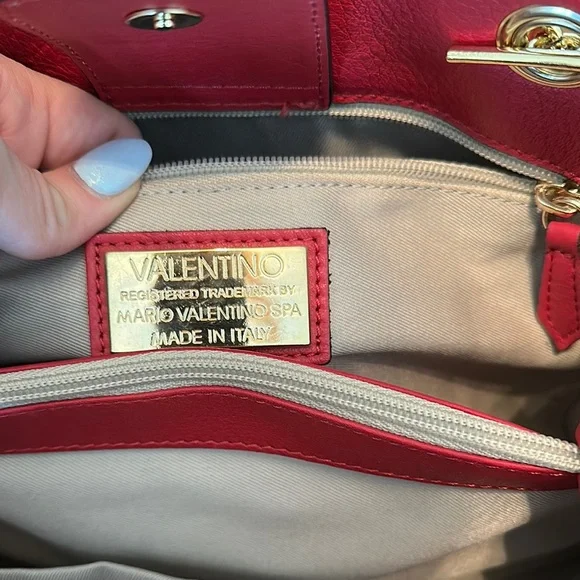 VALENTINO
REGISTERED TRADEMARK BY
MARIO VALENTINO SPA
MADE IN ITALY